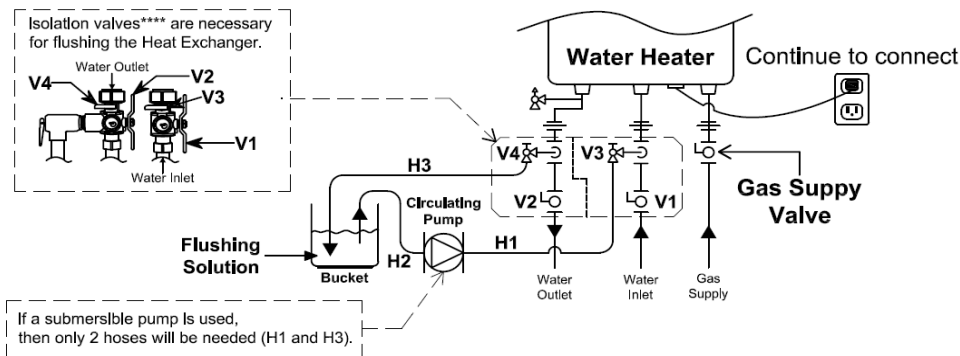 Isolation valves**** are necessary
for flushing the Heat Exchanger.
Water Outlet
V2
V4
V3
V1
Water Inlet
Water Heater
Continue to connect
V4
V3
H3
V2
V1
Gas Suppy
Valve
Circulating
Pump
H1
Flushing
Solution
H2
Bucket
Water
Outlet
Water
Inlet
Gas
Supply
If a submersible pump is used,
then only 2 hoses will be needed (H1 and H3).